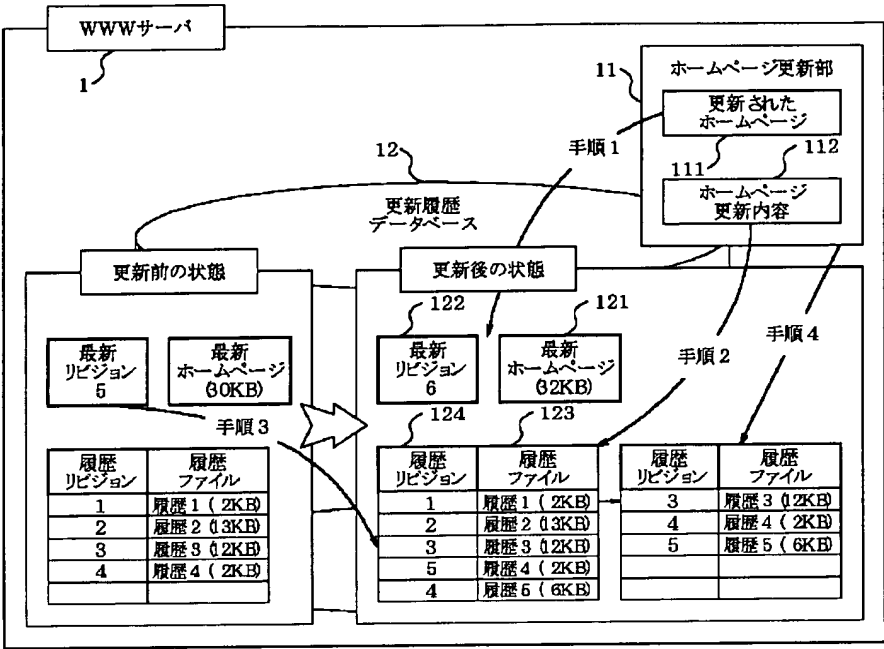 WWWサーバ
1
11
ホームページ更新部
更新された
ホームページ
111
112
ホームページ
更新内容
手順1
12
更新履歴
データベース
更新前の状態
更新後の状態
最新
リビジョン
5
最新
ホームページ
(30KB)
手順3
履歴
リビジョン
履歴
ファイル
1
履歴1 ( 2KB)
2
履歴2 (13KB)
3
履歴3 (12KB)
4
履歴4 ( 2KB)
122
最新
リビジョン
6
121
最新
ホームページ
(32KB)
手順2
手順4
124
123
履歴
リビジョン
履歴
ファイル
1
履歴1 ( 2KB)
2
履歴2 (13KB)
3
履歴3 (12KB)
5
履歴4 ( 2KB)
4
履歴5 ( 6KB)
履歴
リビジョン
履歴
ファイル
3
履歴3 (12KB)
4
履歴4 ( 2KB)
5
履歴5 ( 6KB)